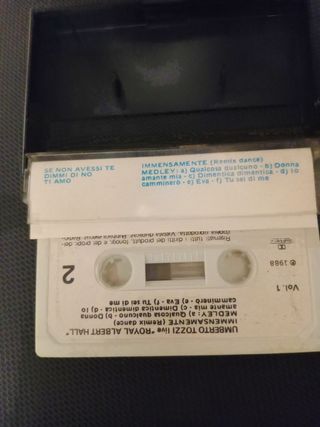 SE NON AVESSI TE
DIMMI DI NO
TI AMO
IMMENSAMENTE (Remix dance)
MEDLEY: a) Qualcosa qualcuno - b) Donna
amante mia - c) Dimentica dimentica - d) Io
camminerò - e) Eva - f) Tu sei di me
2
℗ 1988
Vol. 1
UMBERTO TOZZI live "ROYAL ALBERT HALL"
IMMENSAMENTE (Remix dance)
MEDLEY: a) Qualcosa qualcuno - b) Donna
amante mia - c) Dimentica dimentica - d) Io
camminerò - e) Eva - f) Tu sei di me